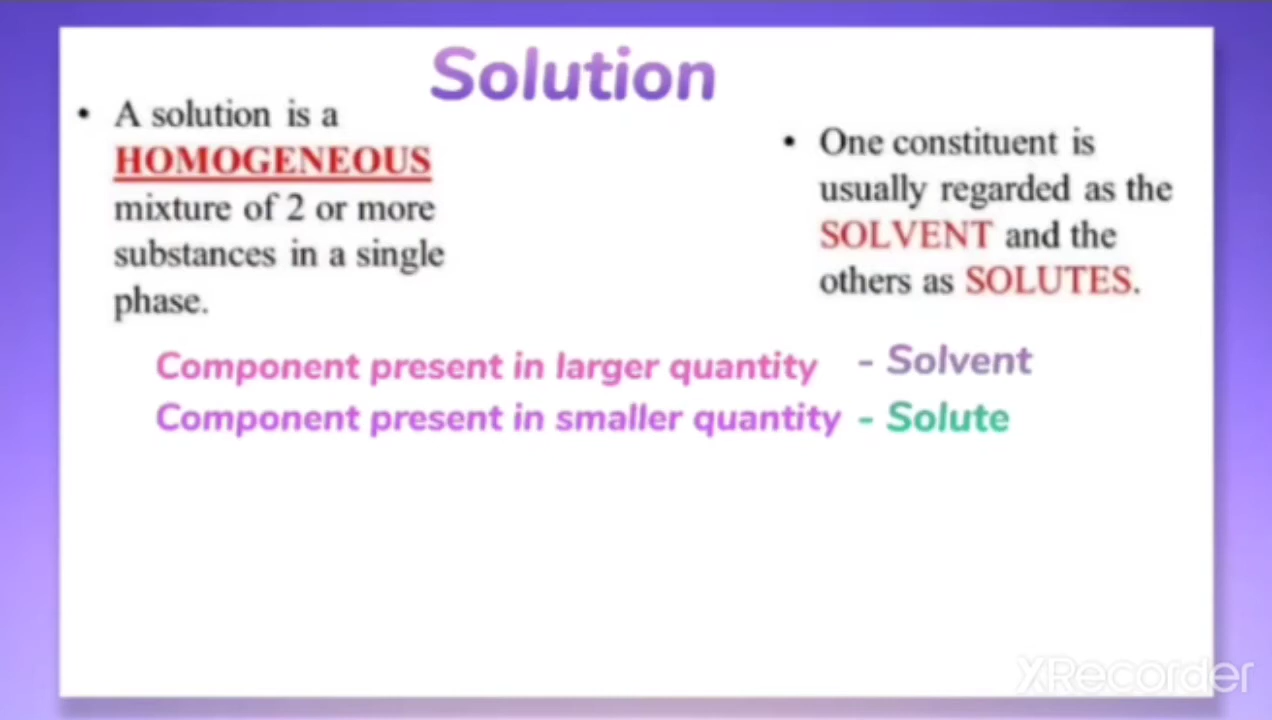 Solution
• A solution is a
HOMOGENEOUS
mixture of 2 or more
substances in a single
phase.
• One constituent is
usually regarded as the
SOLVENT and the
others as SOLUTES.
Component present in larger quantity - Solvent
Component present in smaller quantity - Solute
XRecorder